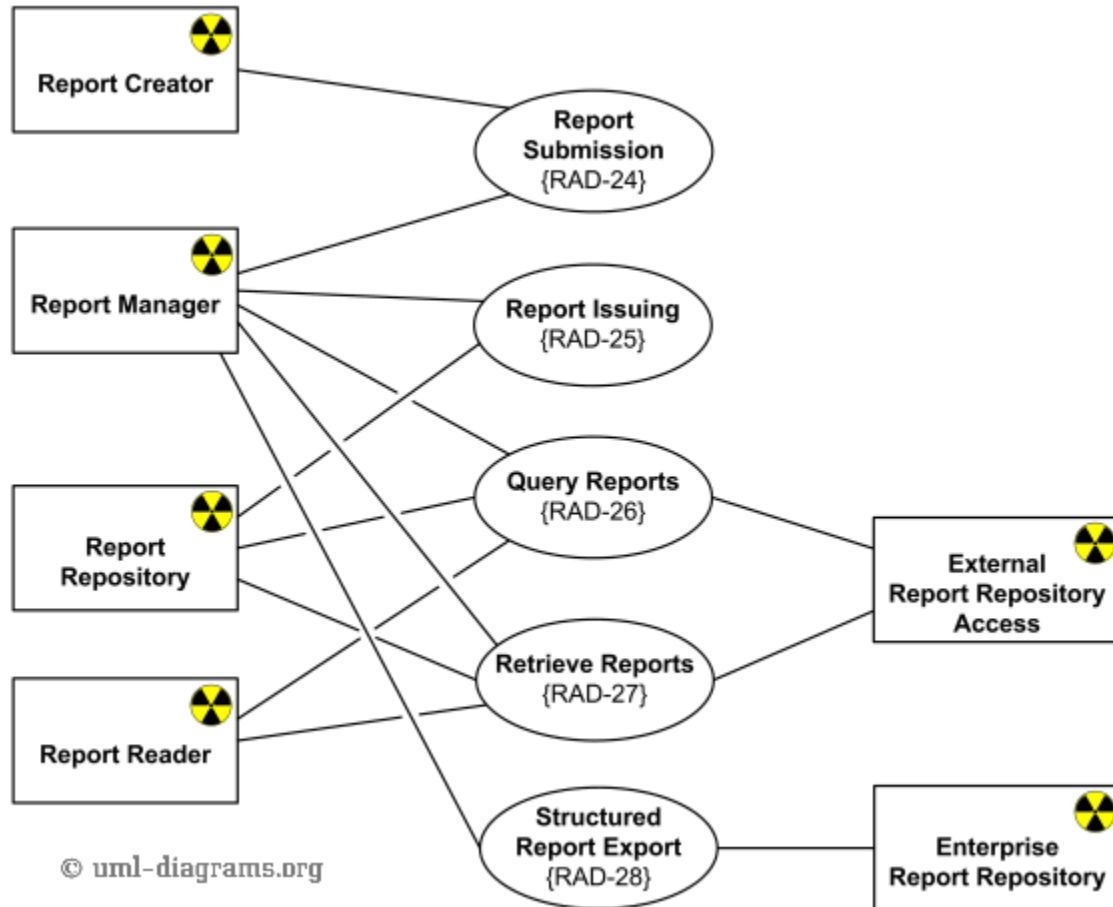 Report Creator
Report
Submission
{RAD-24}
Report Manager
Report Issuing
{RAD-25}
Report
Repository
Query Reports
{RAD-26}
External
Report Repository
Access
Retrieve Reports
{RAD-27}
Report Reader
Structured
Report Export
{RAD-28}
Enterprise
Report Repository
© uml-diagrams.org